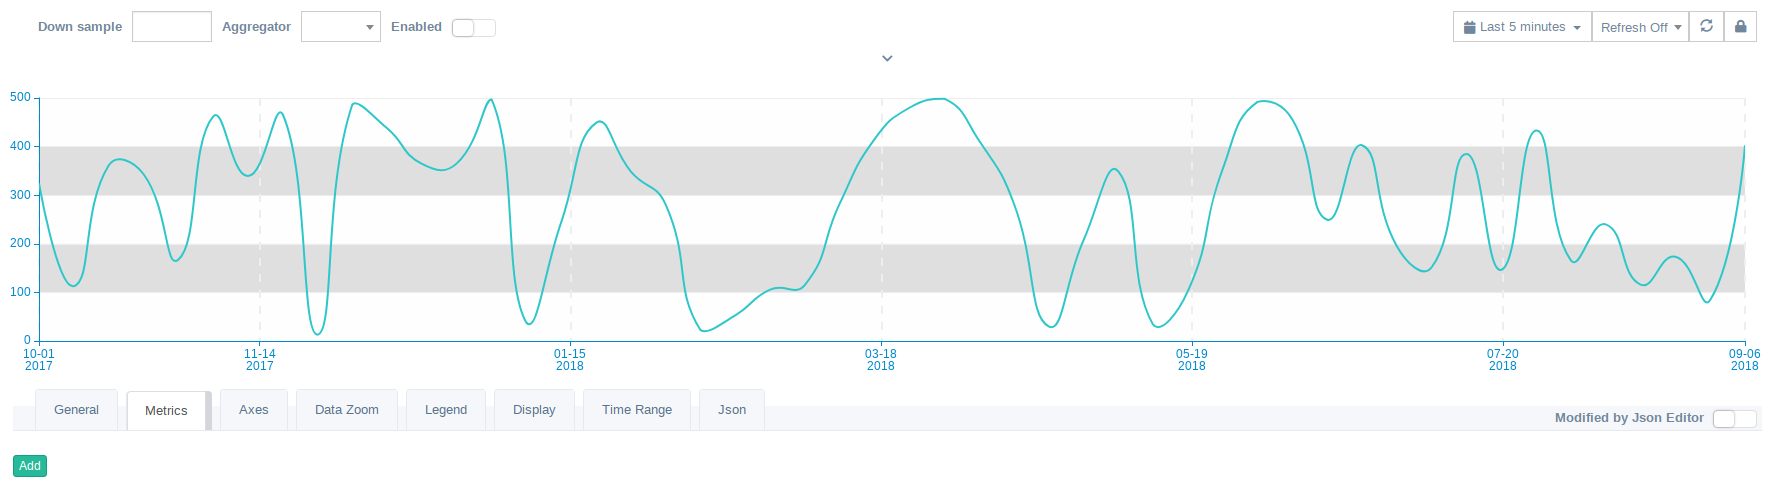 Down sample Aggregator Enabled Last 5 minutes Refresh Off
500
400
300
200
100
0
10-01 11-14 01-15 03-18 05-19 07-20 09-06
2017 2017 2018 2018 2018 2018 2018
General Metrics Axes Data Zoom Legend Display Time Range Json
Modified by Json Editor
Add